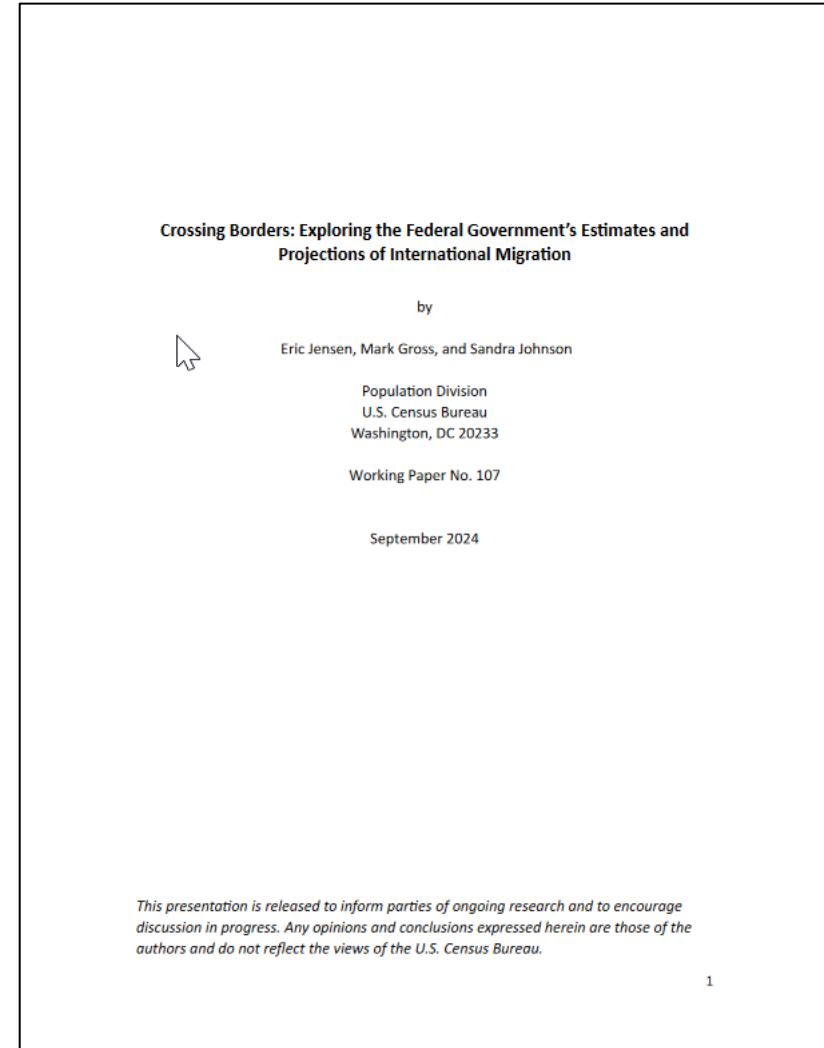 Crossing Borders: Exploring the Federal Government's Estimates and
Projections of International Migration
by
Eric Jensen, Mark Gross, and Sandra Johnson
Population Division
U.S. Census Bureau
Washington, DC 20233
Working Paper No. 107
September 2024
This presentation is released to inform parties of ongoing research and to encourage
discussion in progress. Any opinions and conclusions expressed herein are those of the
authors and do not reflect the views of the U.S. Census Bureau.
1